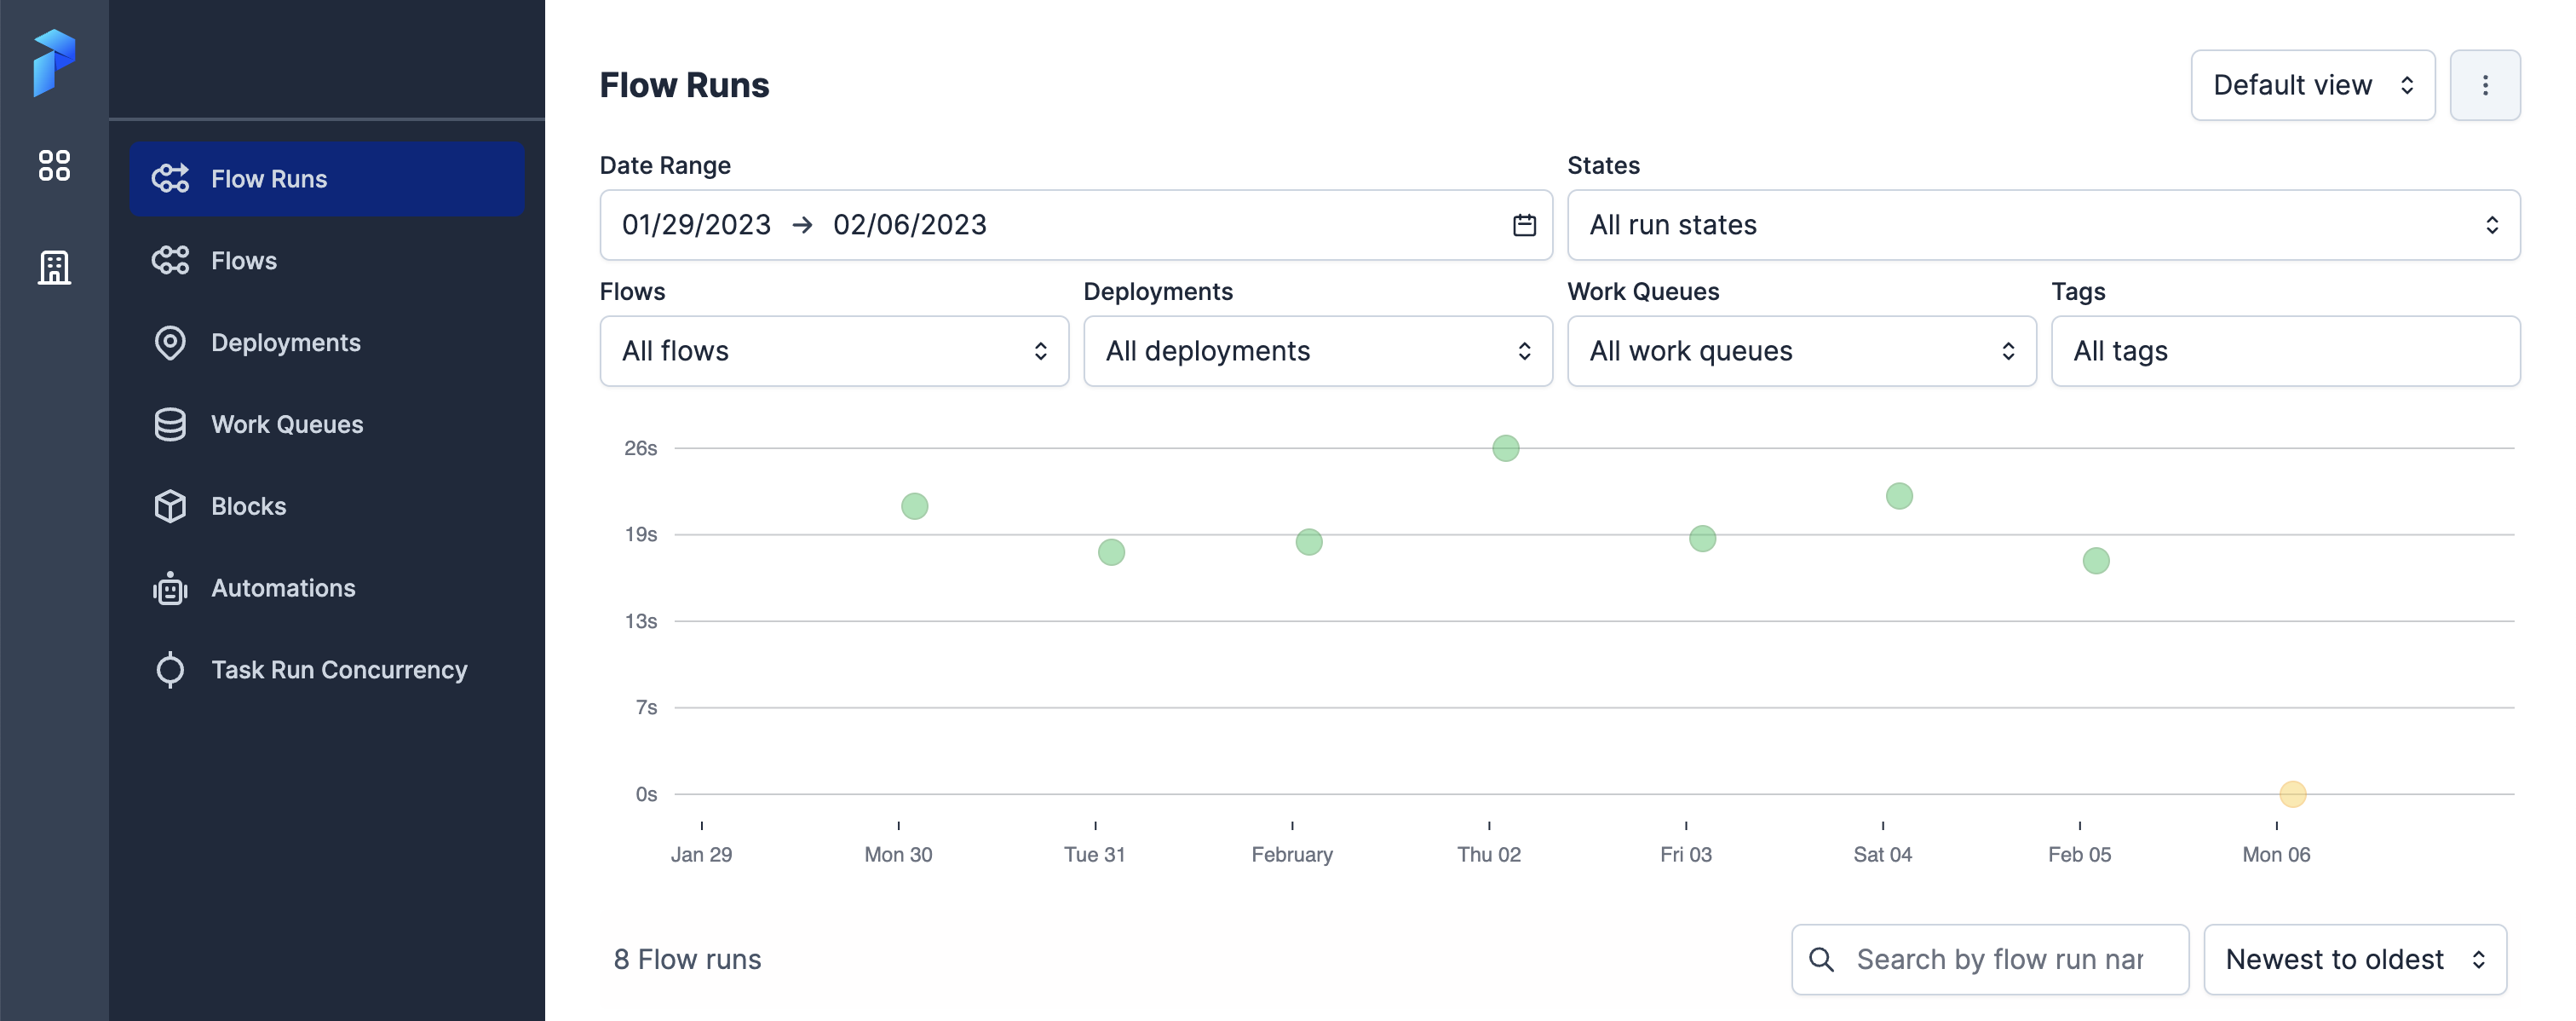 Flow Runs
Flows
Deployments
Work Queues
Blocks
Automations
Task Run Concurrency
Flow Runs
Default view
Date Range
States
01/29/2023 → 02/06/2023
All run states
Flows
Deployments
Work Queues
Tags
All flows
All deployments
All work queues
All tags
26s
19s
13s
7s
0s
Jan 29
Mon 30
Tue 31
February
Thu 02
Fri 03
Sat 04
Feb 05
Mon 06
8 Flow runs
Search by flow run nar
Newest to oldest